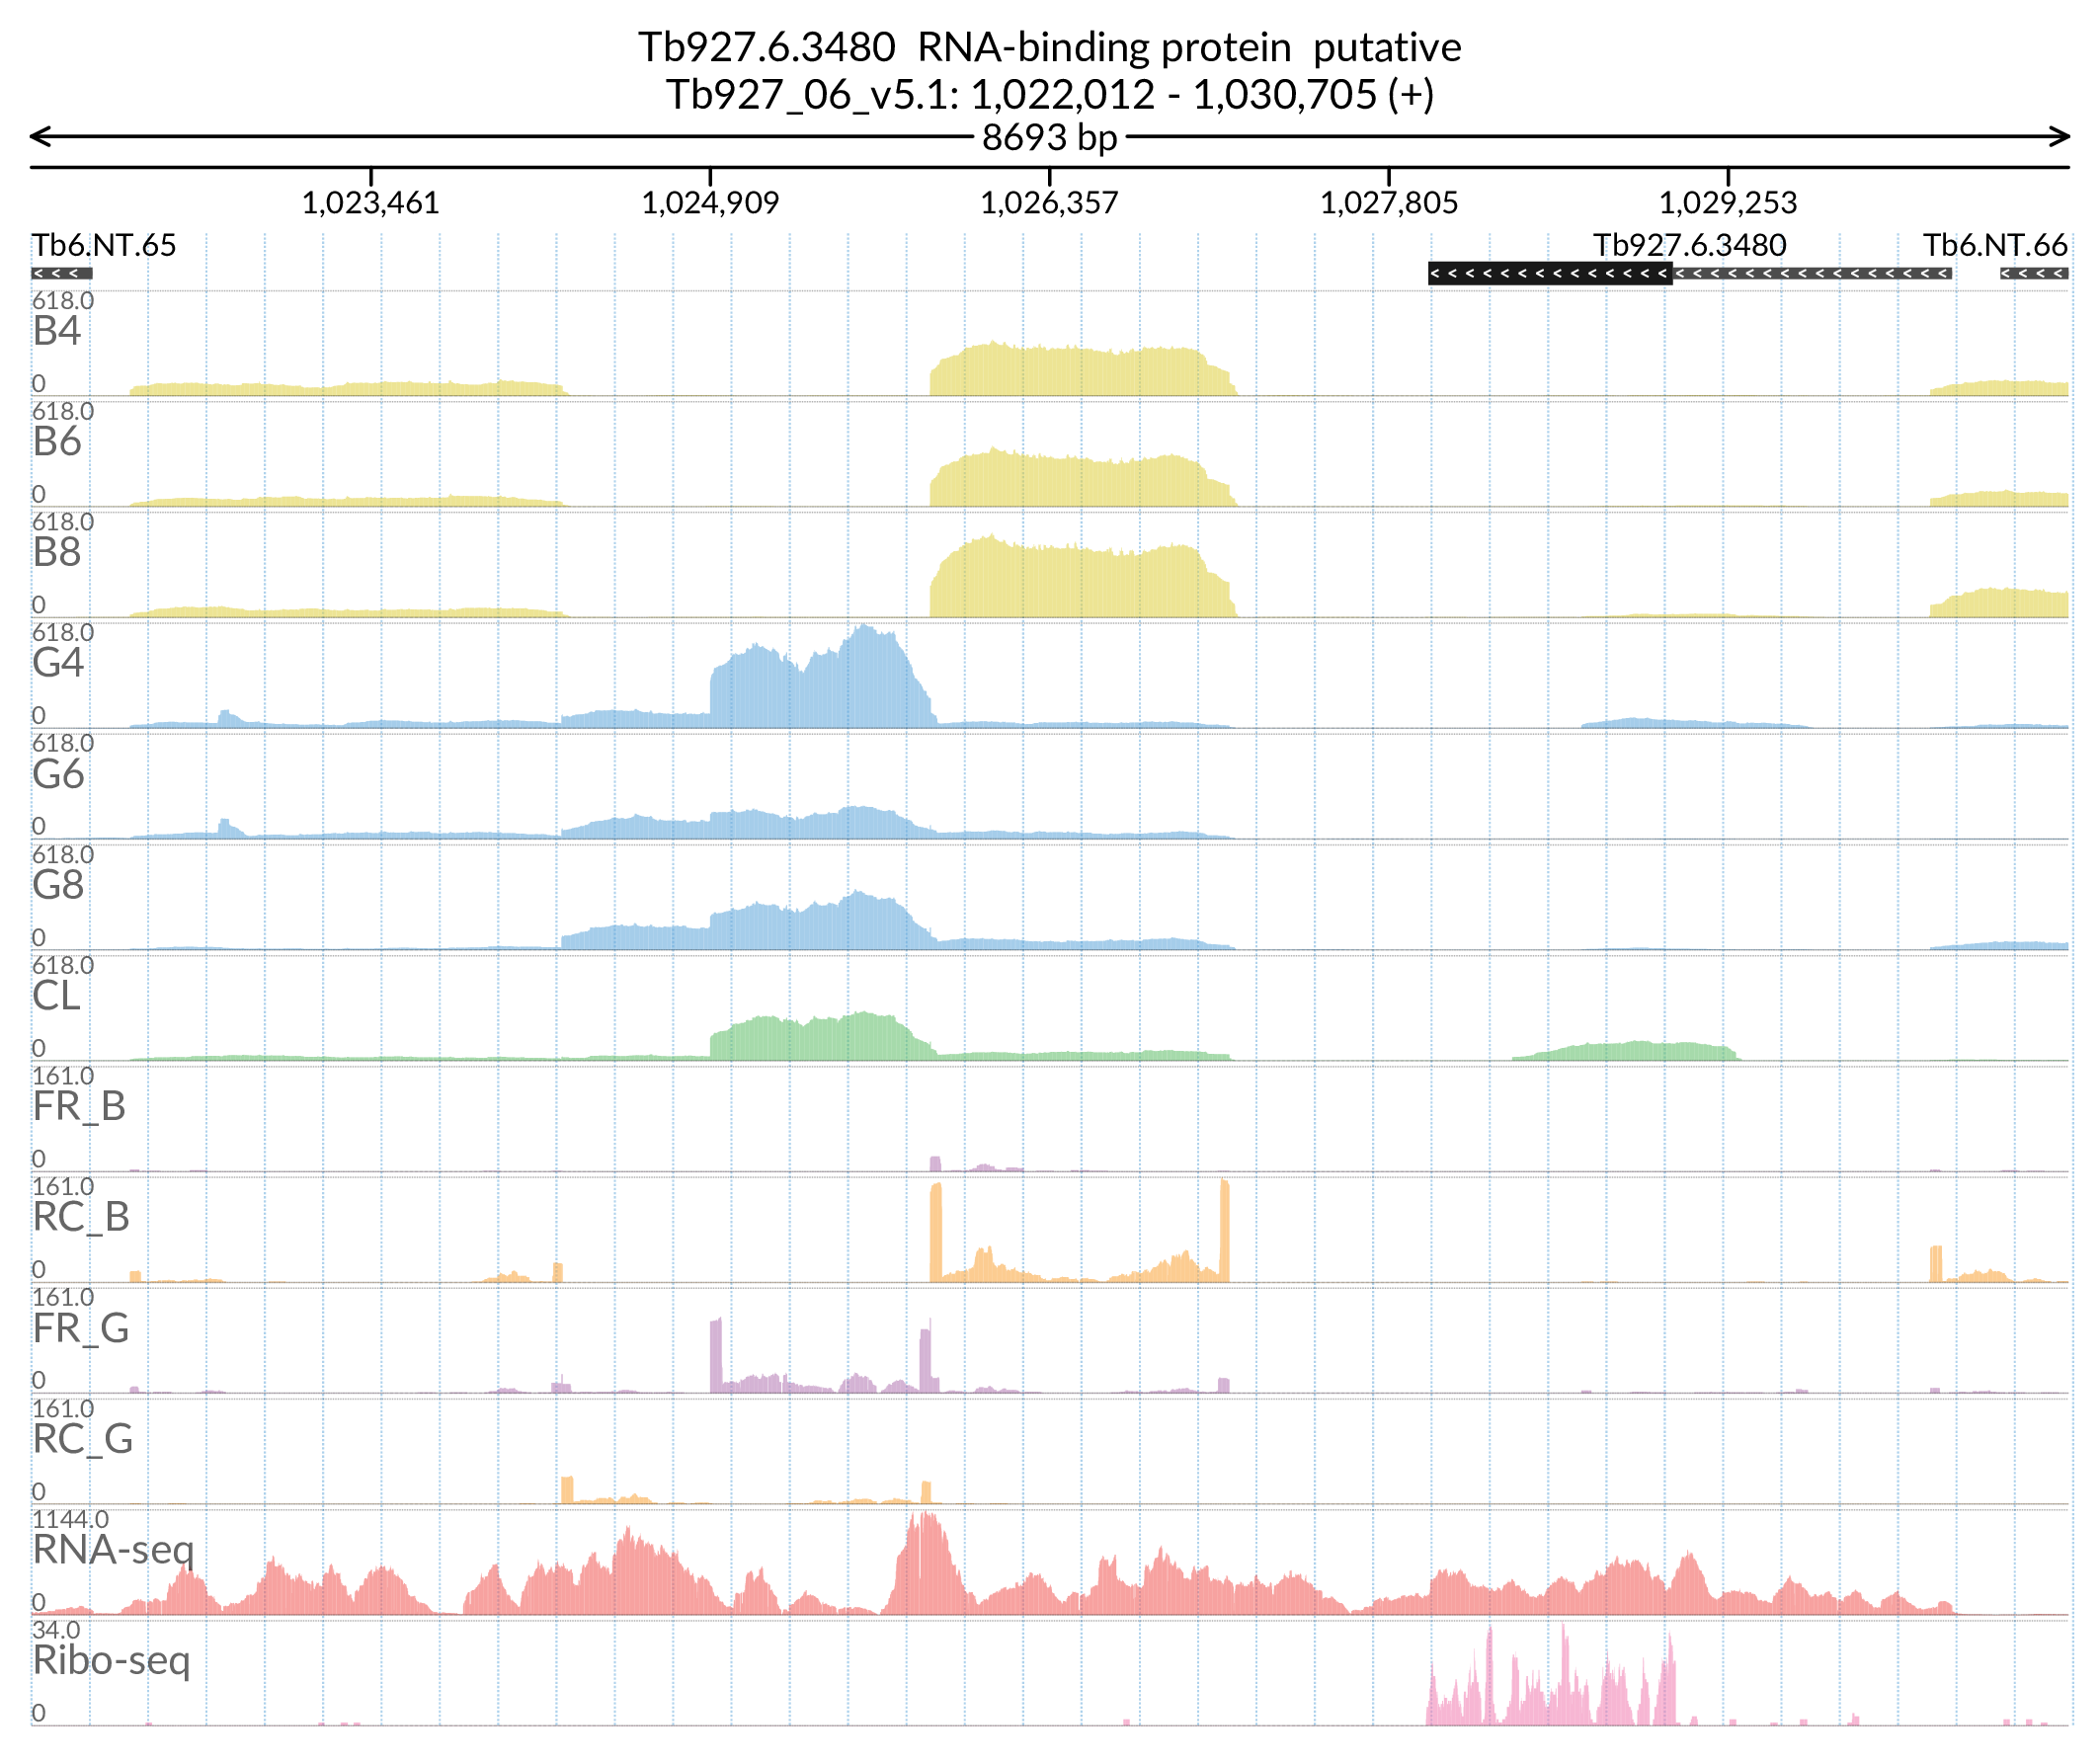 Tb927.6.3480  RNA-binding protein  putative
Tb927_06_v5.1: 1,022,012 - 1,030,705 (+)
8693 bp
1,023,461 1,024,909 1,026,357 1,027,805 1,029,253
Tb6.NT.65 Tb927.6.3480 Tb6.NT.66
618.0
B4
0
618.0
B6
0
618.0
B8
0
618.0
G4
0
618.0
G6
0
618.0
G8
0
618.0
CL
0
161.0
FR_B
0
161.0
RC_B
0
161.0
FR_G
0
161.0
RC_G
0
1144.0
RNA-seq
0
34.0
Ribo-seq
0